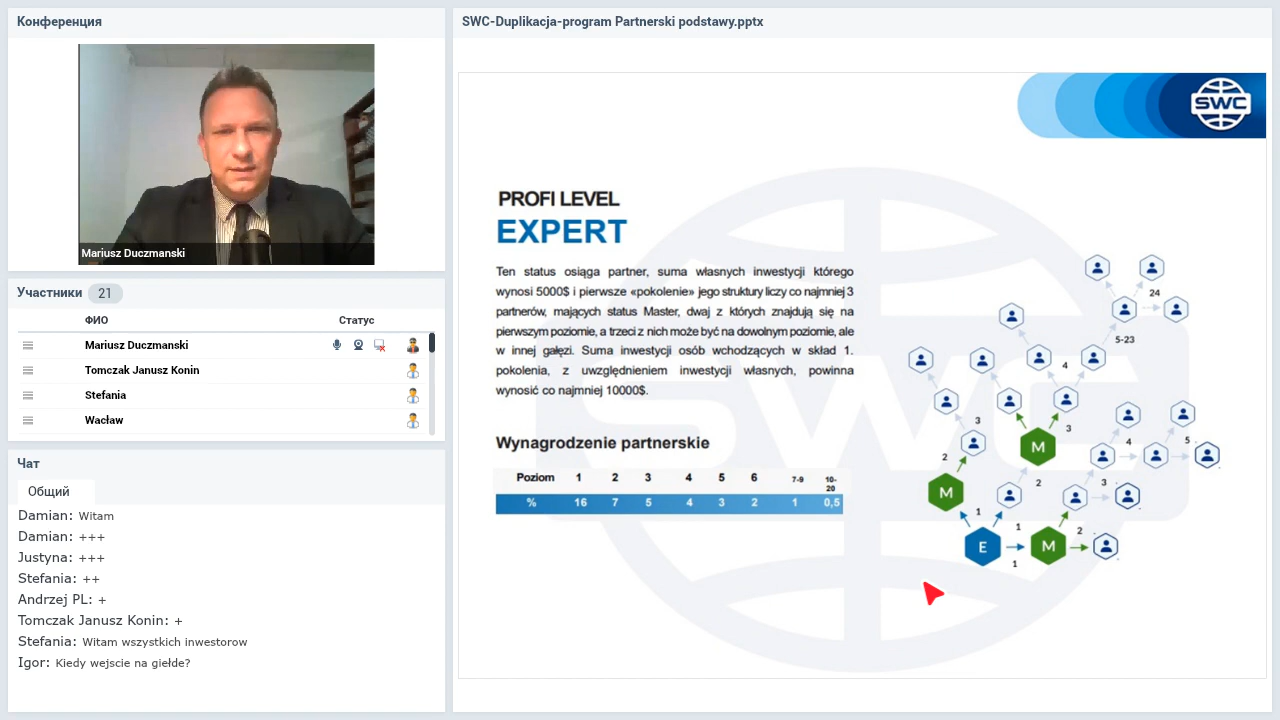 Конференция
Mariusz Duczmanski
Участники 21
ФИО Статус
Mariusz Duczmanski
Tomczak Janusz Konin
Stefania
Wacław
Чат
Общий
Damian: Witam
Damian: +++
Justyna: +++
Stefania: ++
Andrzej PL: +
Tomczak Janusz Konin: +
Stefania: Witam wszystkich inwestorow
Igor: Kiedy wejscie na giełde?
SWC-Duplikacja-program Partnerski podstawy.pptx
SWC
PROFI LEVEL
EXPERT
Ten status osiąga partner, suma własnych inwestycji którego
wynosi 5000$ i pierwsze «pokolenie» jego struktury liczy co najmniej 3
partnerów, mających status Master, dwaj z których znajdują się na
pierwszym poziomie, a trzeci z nich może być na dowolnym poziomie, ale
w innej gałęzi. Suma inwestycji osób wchodzących w skład 1.
pokolenia, z uwzględnieniem inwestycji własnych, powinna
wynosić co najmniej 10000$.
Wynagrodzenie partnerskie
Poziom 1 2 3 4 5 6 7-9 10-20
% 16 7 5 4 3 2 1 0,5
24
5-23
4
3 3
4 5
2 M
M 2 3
1 1 2
E M
1
SWC